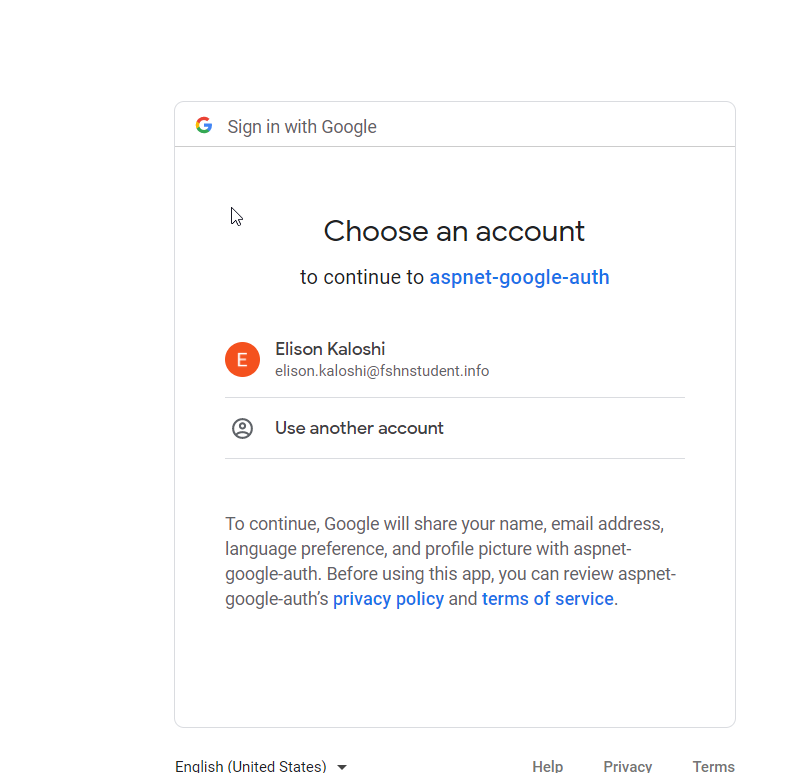 Sign in with Google
Choose an account
to continue to aspnet-google-auth
E
Elison Kaloshi
elison.kaloshi@fshnstudent.info
Use another account
To continue, Google will share your name, email address,
language preference, and profile picture with aspnet-
google-auth. Before using this app, you can review aspnet-
google-auth's privacy policy and terms of service.
English (United States) Help Privacy Terms